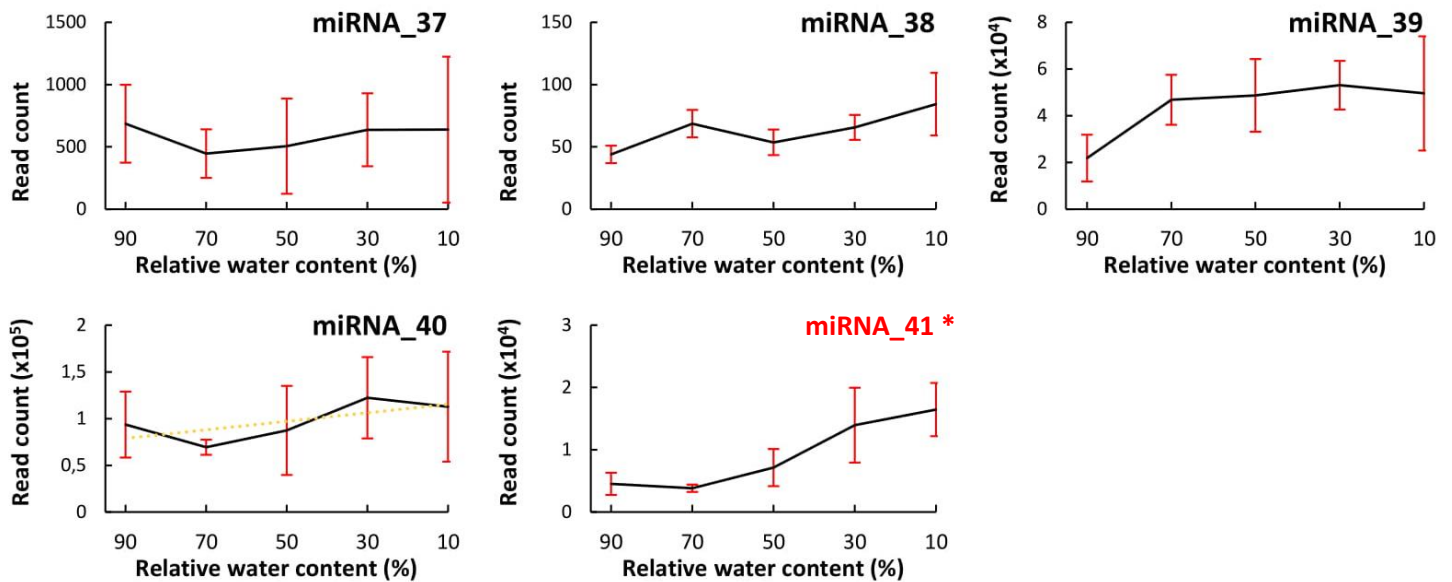 miRNA_37
Read count
1500
1000
500
0
90 70 50 30 10
Relative water content (%)
miRNA_38
Read count
150
100
50
0
90 70 50 30 10
Relative water content (%)
miRNA_39
Read count (x10⁴)
8
6
4
2
0
90 70 50 30 10
Relative water content (%)
miRNA_40
Read count (x10⁵)
2
1,5
1
0,5
0
90 70 50 30 10
Relative water content (%)
miRNA_41 *
Read count (x10⁴)
3
2
1
0
90 70 50 30 10
Relative water content (%)